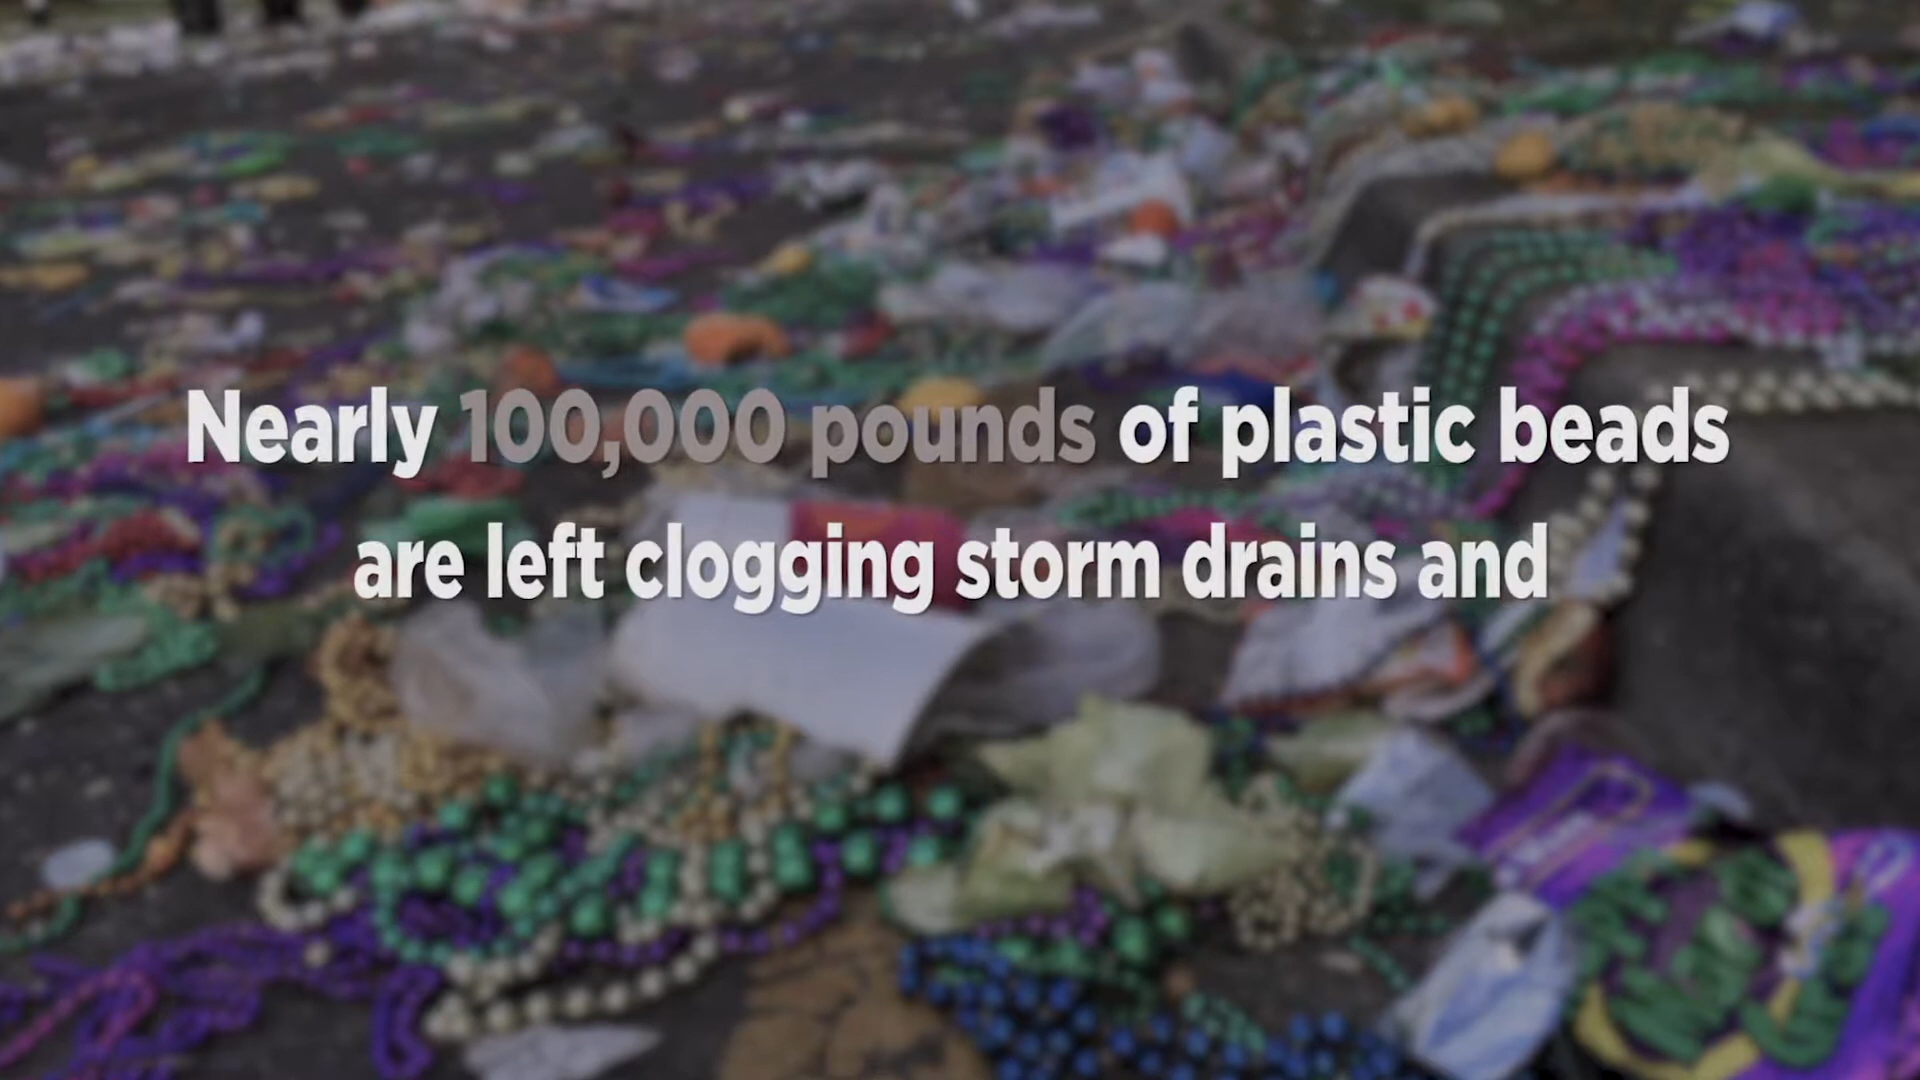 Nearly 100,000 pounds of plastic beads
are left clogging storm drains and